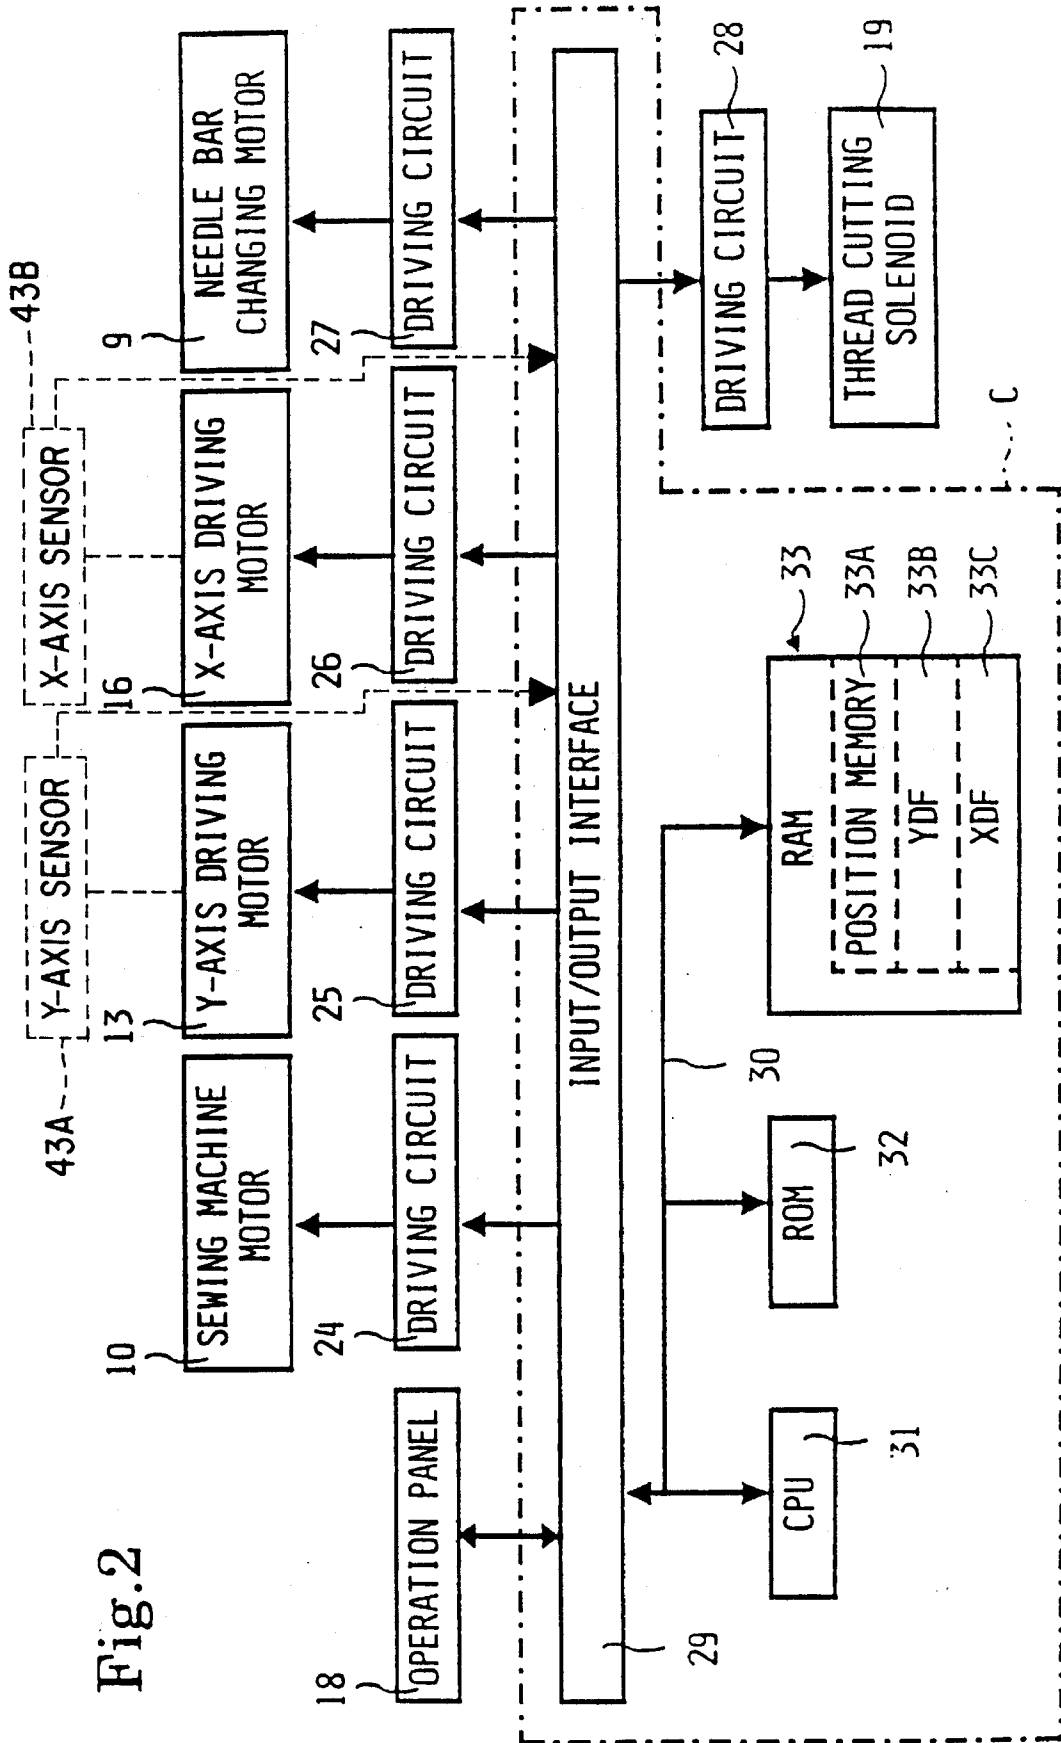 Fig.2
43A
Y-AXIS SENSOR
X-AXIS SENSOR
43B
10
SEWING MACHINE
MOTOR
13
Y-AXIS DRIVING
MOTOR
16
X-AXIS DRIVING
MOTOR
9
NEEDLE BAR
CHANGING MOTOR
18
OPERATION PANEL
24
DRIVING CIRCUIT
25
DRIVING CIRCUIT
26
DRIVING CIRCUIT
27
DRIVING CIRCUIT
INPUT/OUTPUT INTERFACE
29
30
DRIVING CIRCUIT
28
THREAD CUTTING
SOLENOID
19
C
CPU
31
ROM
32
RAM
33
POSITION MEMORY
33A
YDF
33B
XDF
33C